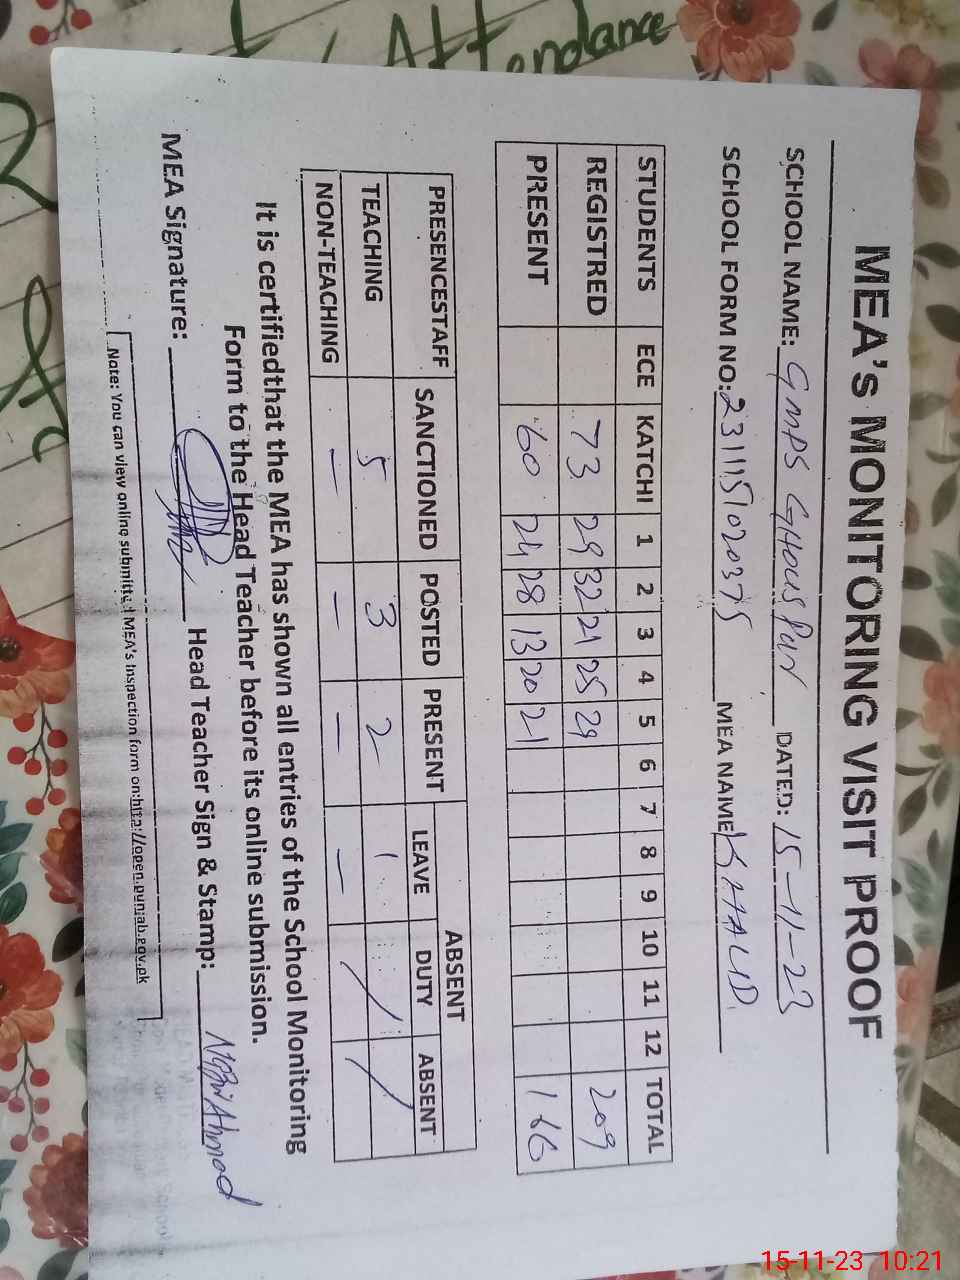 Attendance
MEA's MONITORING VISIT PROOF
SCHOOL NAME: GMPS GHous Pur DATED: 15-11-23
SCHOOL FORM NO: MEA NAME KHALID
STUDENTS ECE KATCHI 1 2 3 4 5 6 7 8 9 10 11 12 TOTAL
REGISTRED 73 29 32 21 25 29 209
PRESENT 60 24 28 13 20 21 166
ABSENT
PRESENCESTAFF SANCTIONED POSTED PRESENT LEAVE DUTY ABSENT
TEACHING 5 3 2 1 /
NON-TEACHING — — — — /
It is certifiedthat the MEA has shown all entries of the School Monitoring
Form to the Head Teacher before its online submission.
MEA Signature: Head Teacher Sign & Stamp: Ahmad
Note: You can view online submitted MEA's Inspection form on:http://open.punjab.gov.pk
15-11-23 10:21